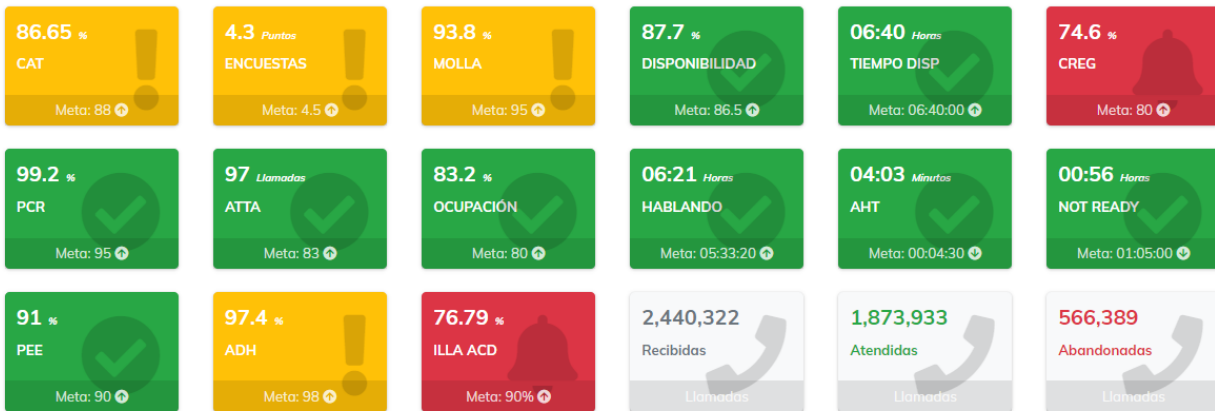 86.65 %
CAT
Meta: 88
4.3 Puntos
ENCUESTAS
Meta: 4.5
93.8 %
MOLLA
Meta: 95
87.7 %
DISPONIBILIDAD
Meta: 86.5
06:40 Horas
TIEMPO DISP
Meta: 06:40:00
74.6 %
CREG
Meta: 80
99.2 %
PCR
Meta: 95
97 Llamadas
ATTA
Meta: 83
83.2 %
OCUPACIÓN
Meta: 80
06:21 Horas
HABLANDO
Meta: 05:33:20
04:03 Minutos
AHT
Meta: 00:04:30
00:56 Horas
NOT READY
Meta: 01:05:00
91 %
PEE
Meta: 90
97.4 %
ADH
Meta: 98
76.79 %
ILLA ACD
Meta: 90%
2,440,322
Recibidas
Llamadas
1,873,933
Atendidas
Llamadas
566,389
Abandonadas
Llamadas